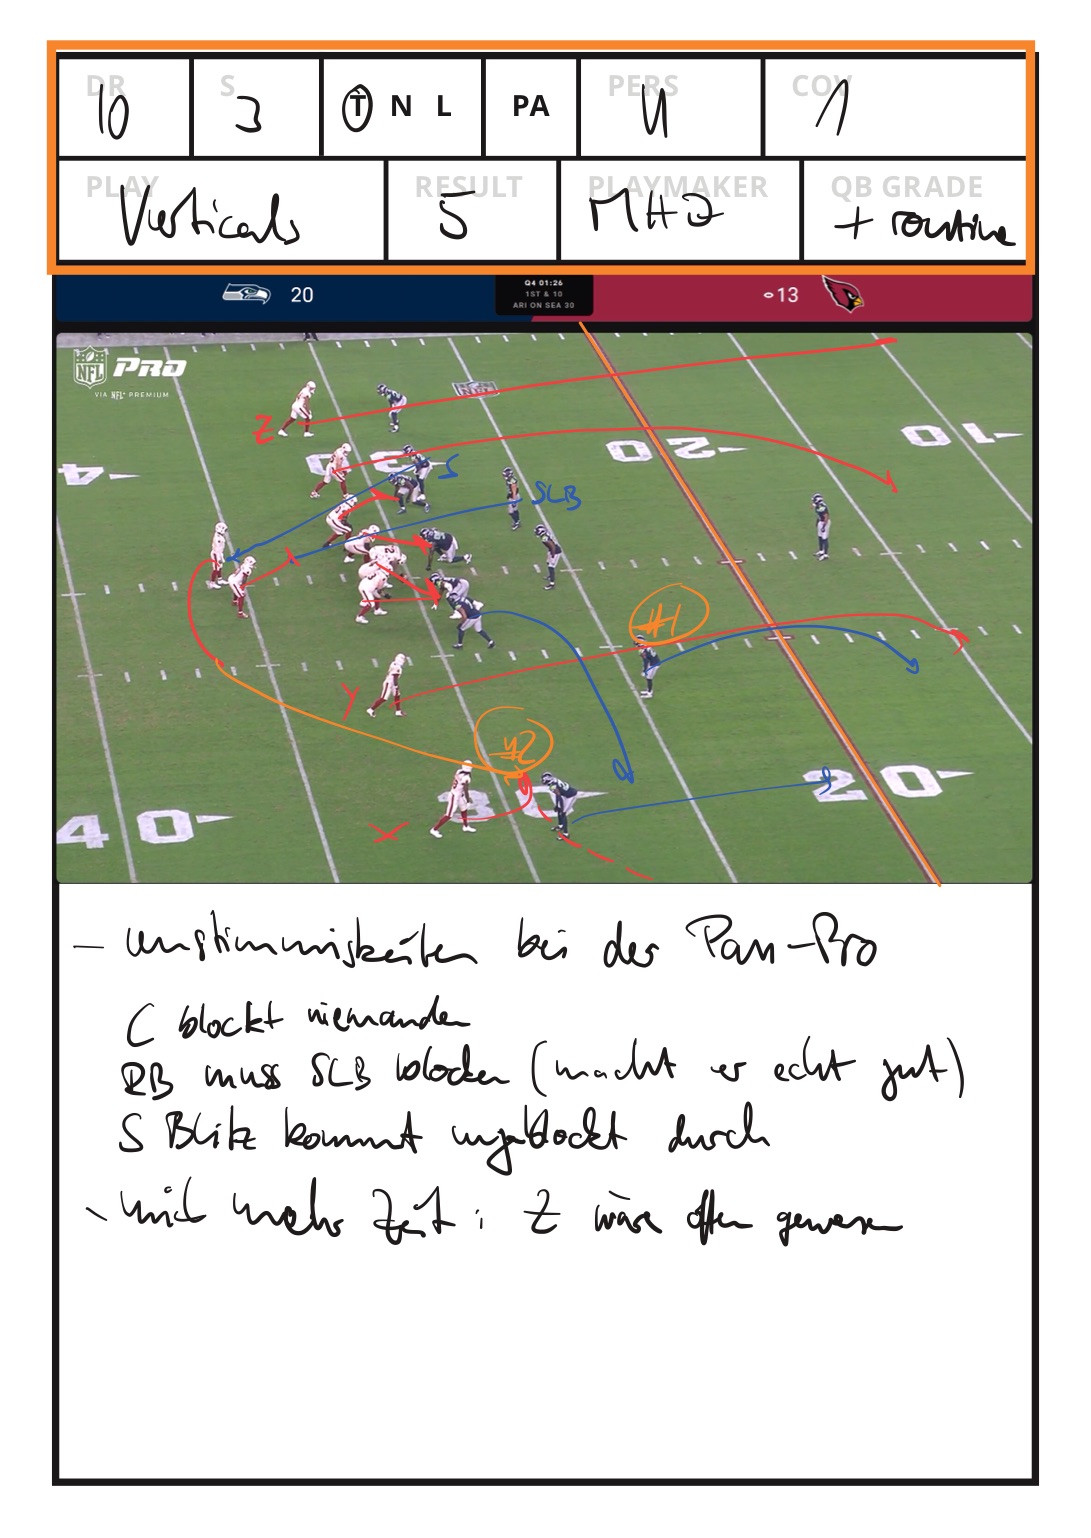 DR 10 S 3 T N L PA PERS 11 COV 1
PLAY Verticals RESULT 5 PLAYMAKER MHJ QB GRADE + routine
20 Q4 01:26 13
1ST & 10
ARI ON SEA 30
NFL PRO
VIA NFL+ PREMIUM
NFL
Z
4 30 20 10
S
SLB
#1
Y
#2
X
40 30 20
- Unstimmigkeiten bei der Pass-Pro
C blockt niemanden
RB muss SLB blocken (macht er echt gut)
S Blitz kommt ungeblockt durch
- mit mehr Zeit: Z wäre offen gewesen